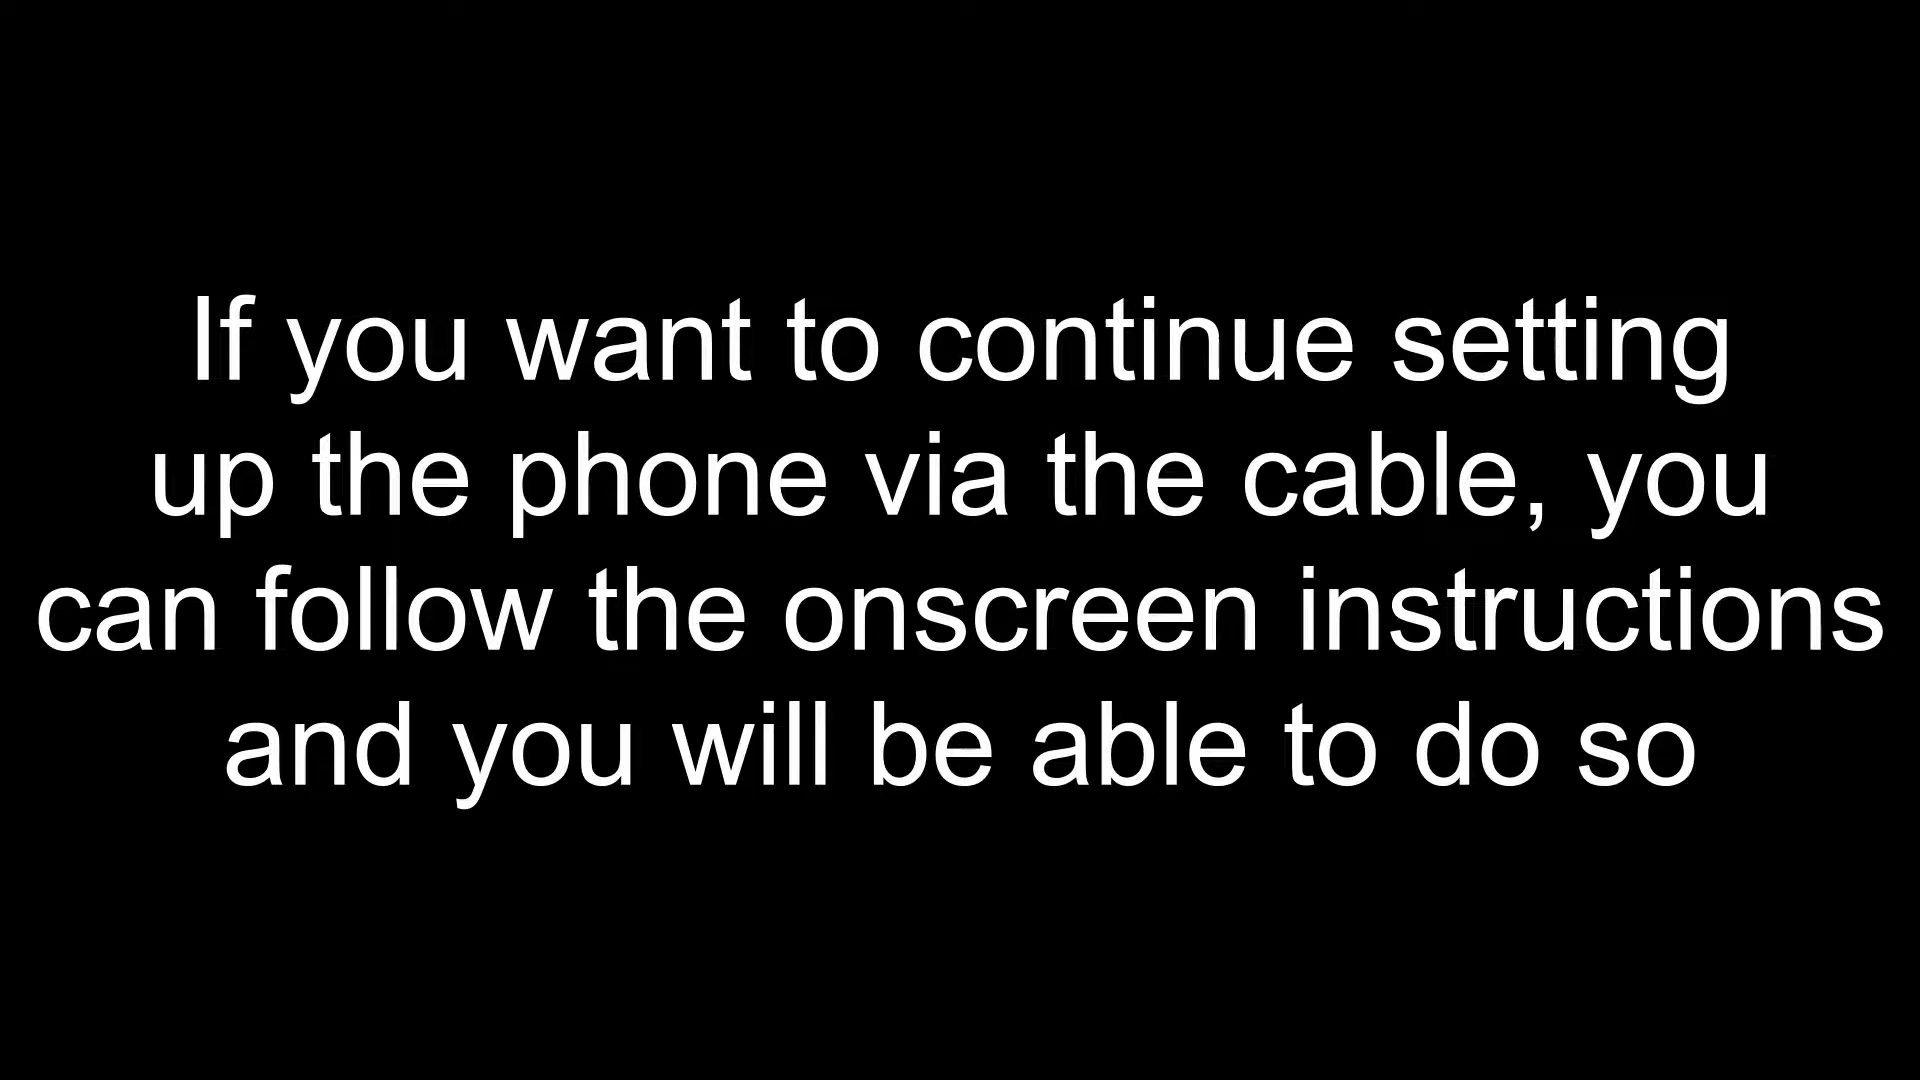 If you want to continue setting
up the phone via the cable, you
can follow the onscreen instructions
and you will be able to do so